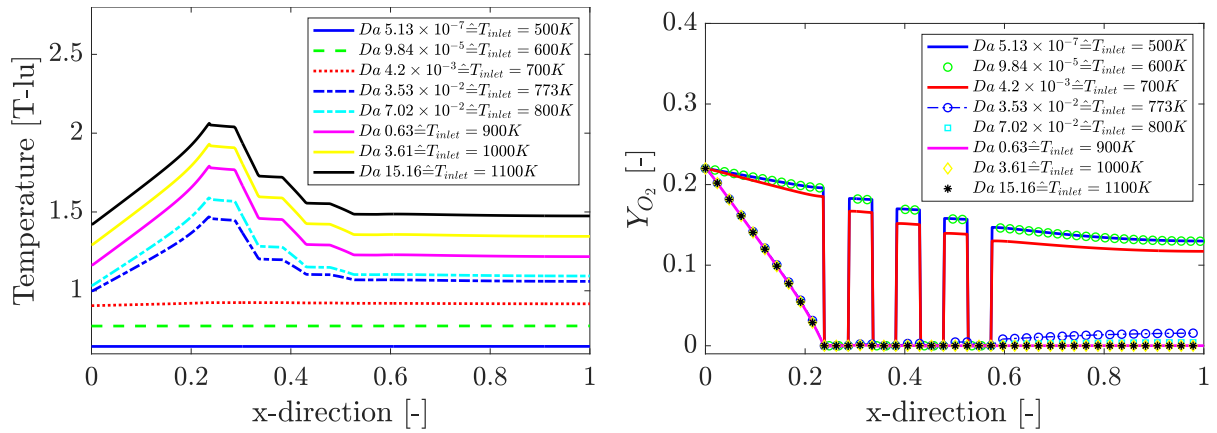 Temperature [T-lu]
2.5
2
1.5
1
Da 5.13 × 10⁻⁷≙T_inlet = 500K
Da 9.84 × 10⁻⁵≙T_inlet = 600K
Da 4.2 × 10⁻³≙T_inlet = 700K
Da 3.53 × 10⁻²≙T_inlet = 773K
Da 7.02 × 10⁻²≙T_inlet = 800K
Da 0.63≙T_inlet = 900K
Da 3.61≙T_inlet = 1000K
Da 15.16≙T_inlet = 1100K
0 0.2 0.4 0.6 0.8 1
x-direction [-]
Y_O₂ [-]
0.4
0.3
0.2
0.1
0
Da 5.13 × 10⁻⁷≙T_inlet = 500K
Da 9.84 × 10⁻⁵≙T_inlet = 600K
Da 4.2 × 10⁻³≙T_inlet = 700K
Da 3.53 × 10⁻²≙T_inlet = 773K
Da 7.02 × 10⁻²≙T_inlet = 800K
Da 0.63≙T_inlet = 900K
Da 3.61≙T_inlet = 1000K
Da 15.16≙T_inlet = 1100K
0 0.2 0.4 0.6 0.8 1
x-direction [-]